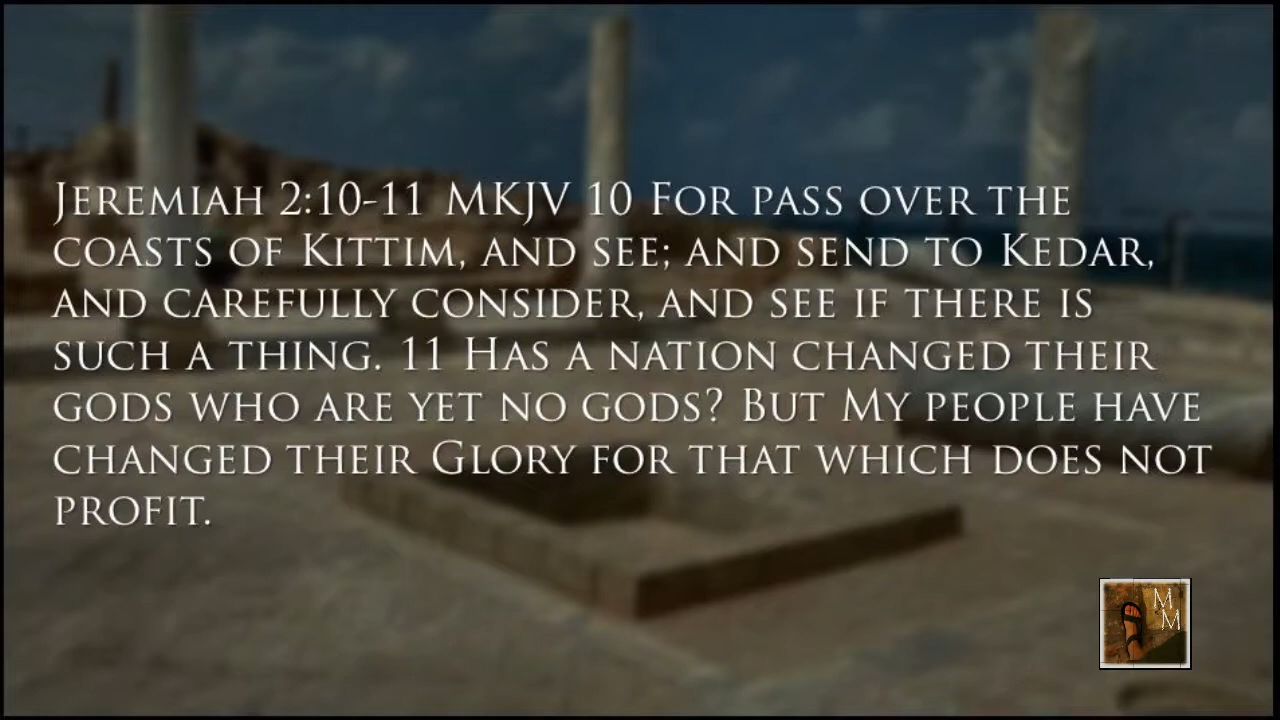 Jeremiah 2:10-11 MKJV 10 For pass over the
coasts of Kittim, and see; and send to Kedar,
and carefully consider, and see if there is
such a thing. 11 Has a nation changed their
gods who are yet no gods? But My people have
changed their Glory for that which does not
profit.
M
M